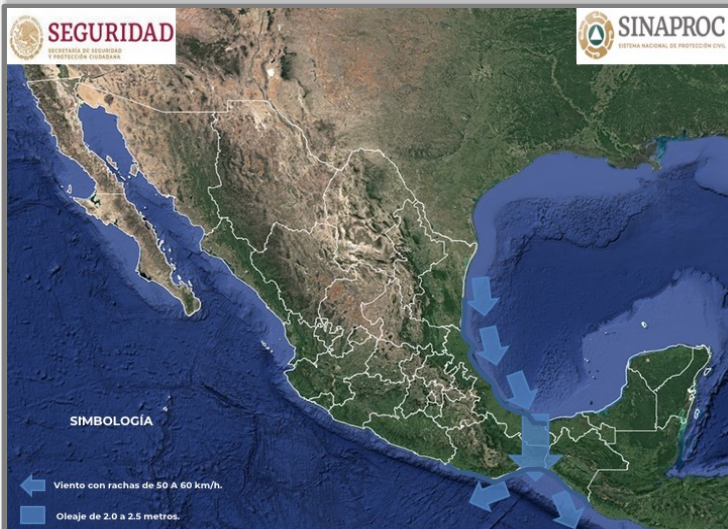 SEGURIDAD
SECRETARÍA DE SEGURIDAD
Y PROTECCIÓN CIUDADANA
SINAPROC
SISTEMA NACIONAL DE PROTECCIÓN CIVIL
SIMBOLOGÍA
Viento con rachas de 50 A 60 km/h.
Oleaje de 2.0 a 2.5 metros.